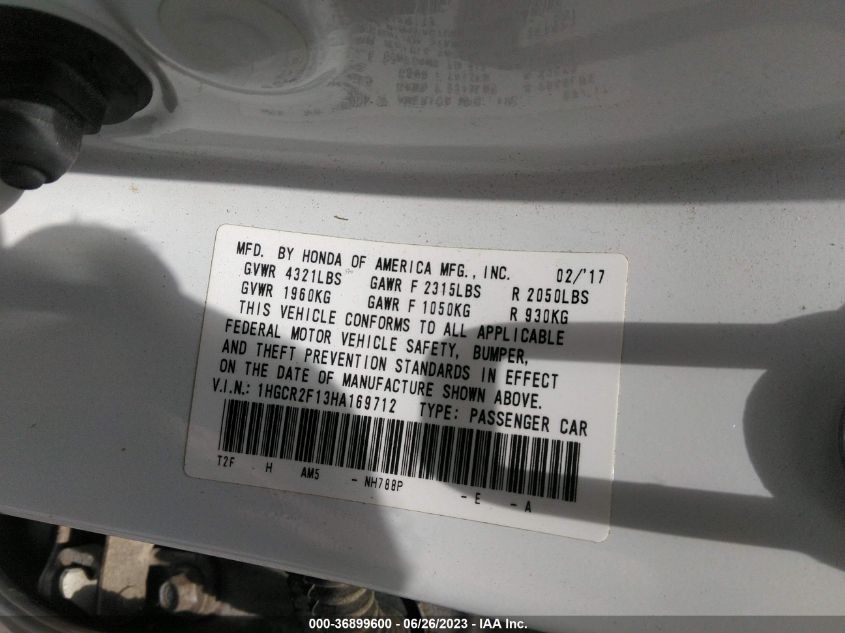 MFD. BY HONDA OF AMERICA MFG., INC. 02/'17
GVWR 4321LBS GAWR F 2315LBS R 2050LBS
GVWR 1960KG GAWR F 1050KG R 930KG
THIS VEHICLE CONFORMS TO ALL APPLICABLE
FEDERAL MOTOR VEHICLE SAFETY, BUMPER,
AND THEFT PREVENTION STANDARDS IN EFFECT
ON THE DATE OF MANUFACTURE SHOWN ABOVE.
V.I.N.: 1HGCR2F13HA169712 TYPE: PASSENGER CAR
T2F H AM5 - NH788P - E - A
000-36899600 - 06/26/2023 - IAA Inc.